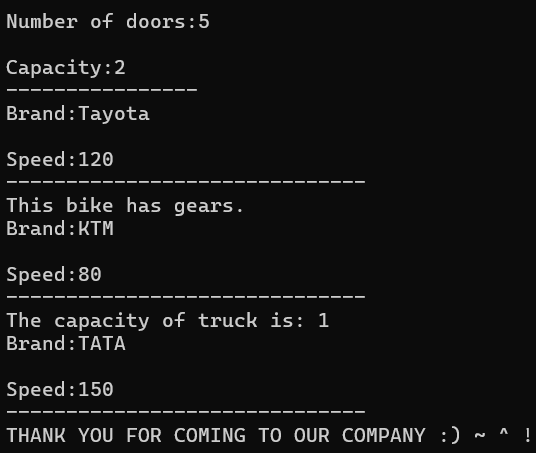 Number of doors:5
Capacity:2
----------------
Brand:Tayota
Speed:120
------------------------------
This bike has gears.
Brand:KTM
Speed:80
------------------------------
The capacity of truck is: 1
Brand:TATA
Speed:150
------------------------------
THANK YOU FOR COMING TO OUR COMPANY :) ~ ^ !